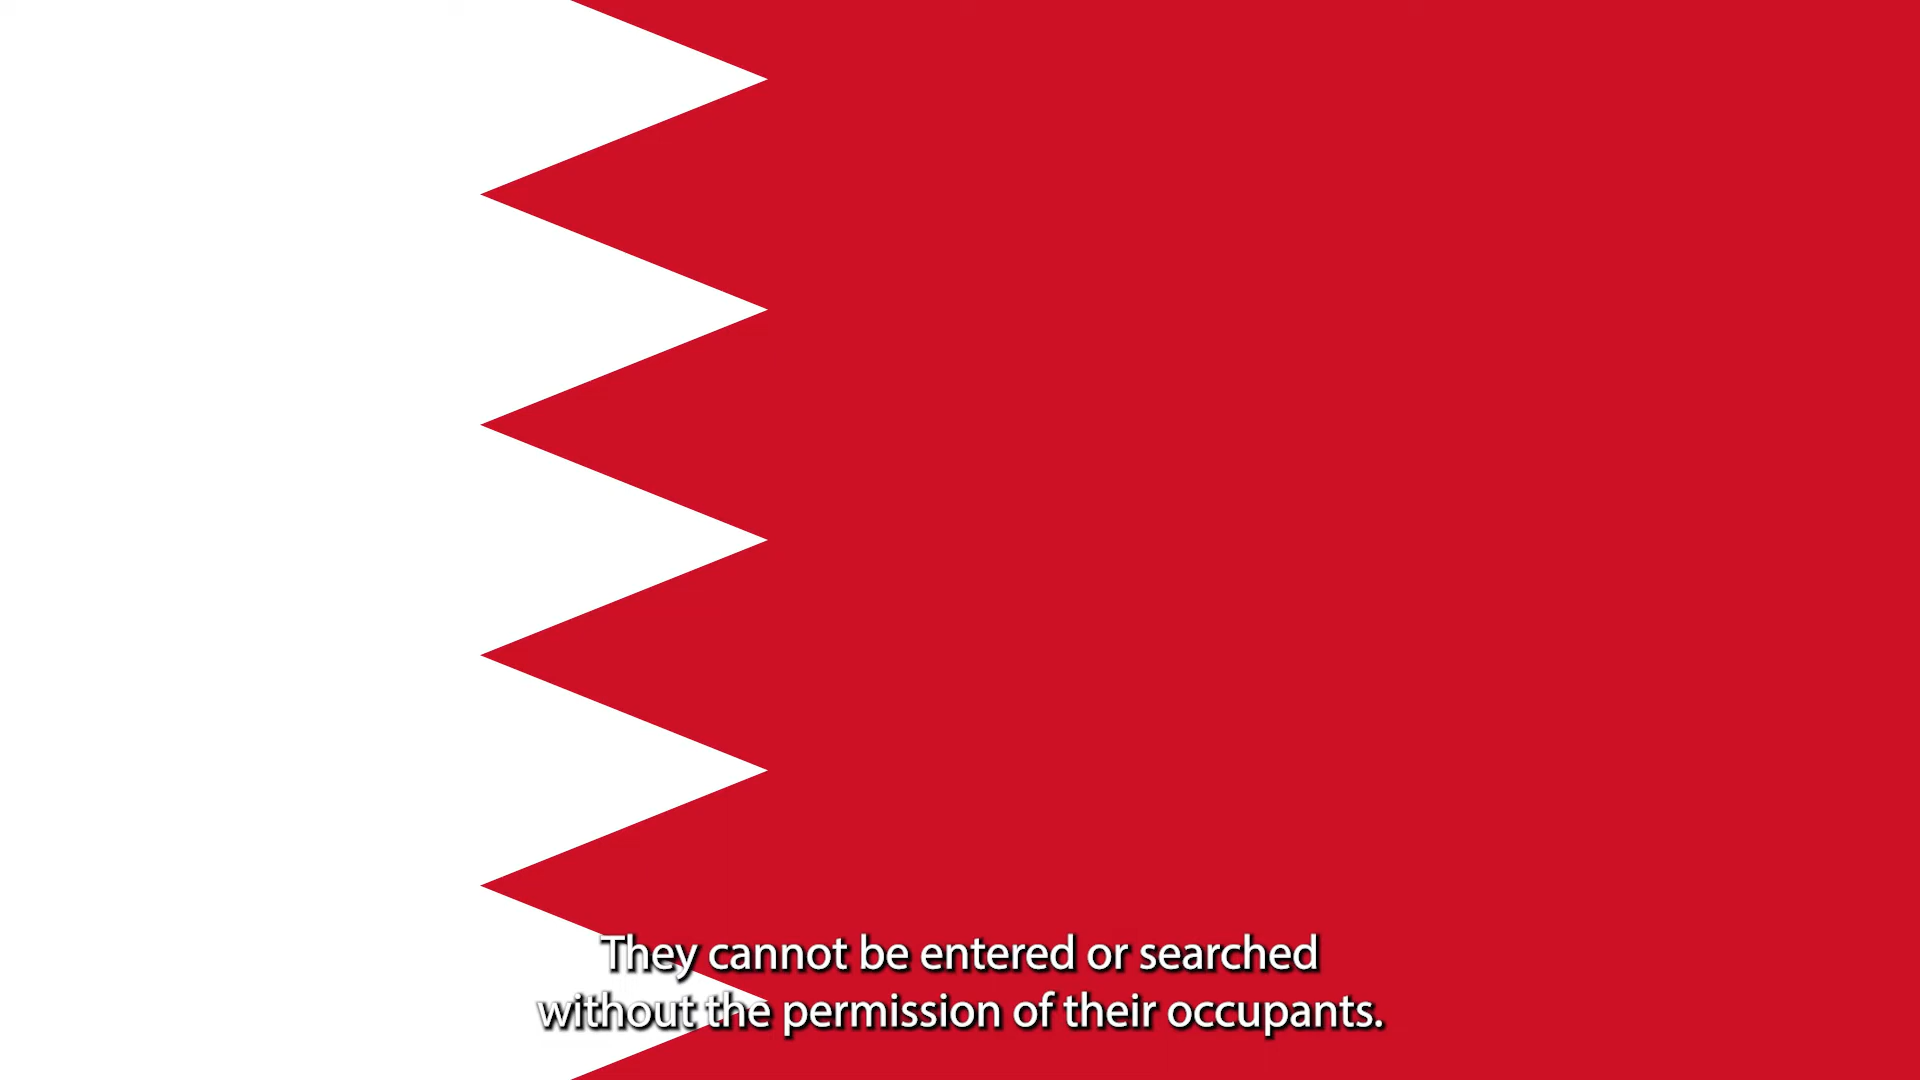 They cannot be entered or searched
without the permission of their occupants.